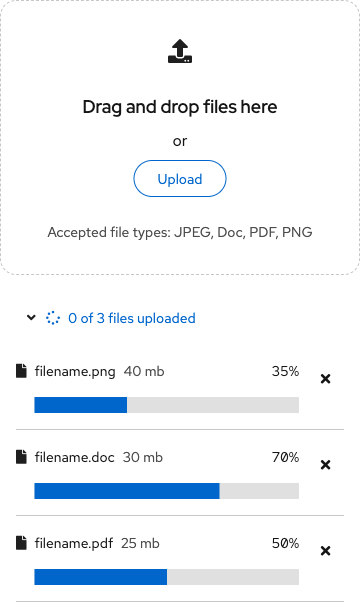 Drag and drop files here
or
Upload
Accepted file types: JPEG, Doc, PDF, PNG
0 of 3 files uploaded
filename.png 40 mb 35%
filename.doc 30 mb 70%
filename.pdf 25 mb 50%